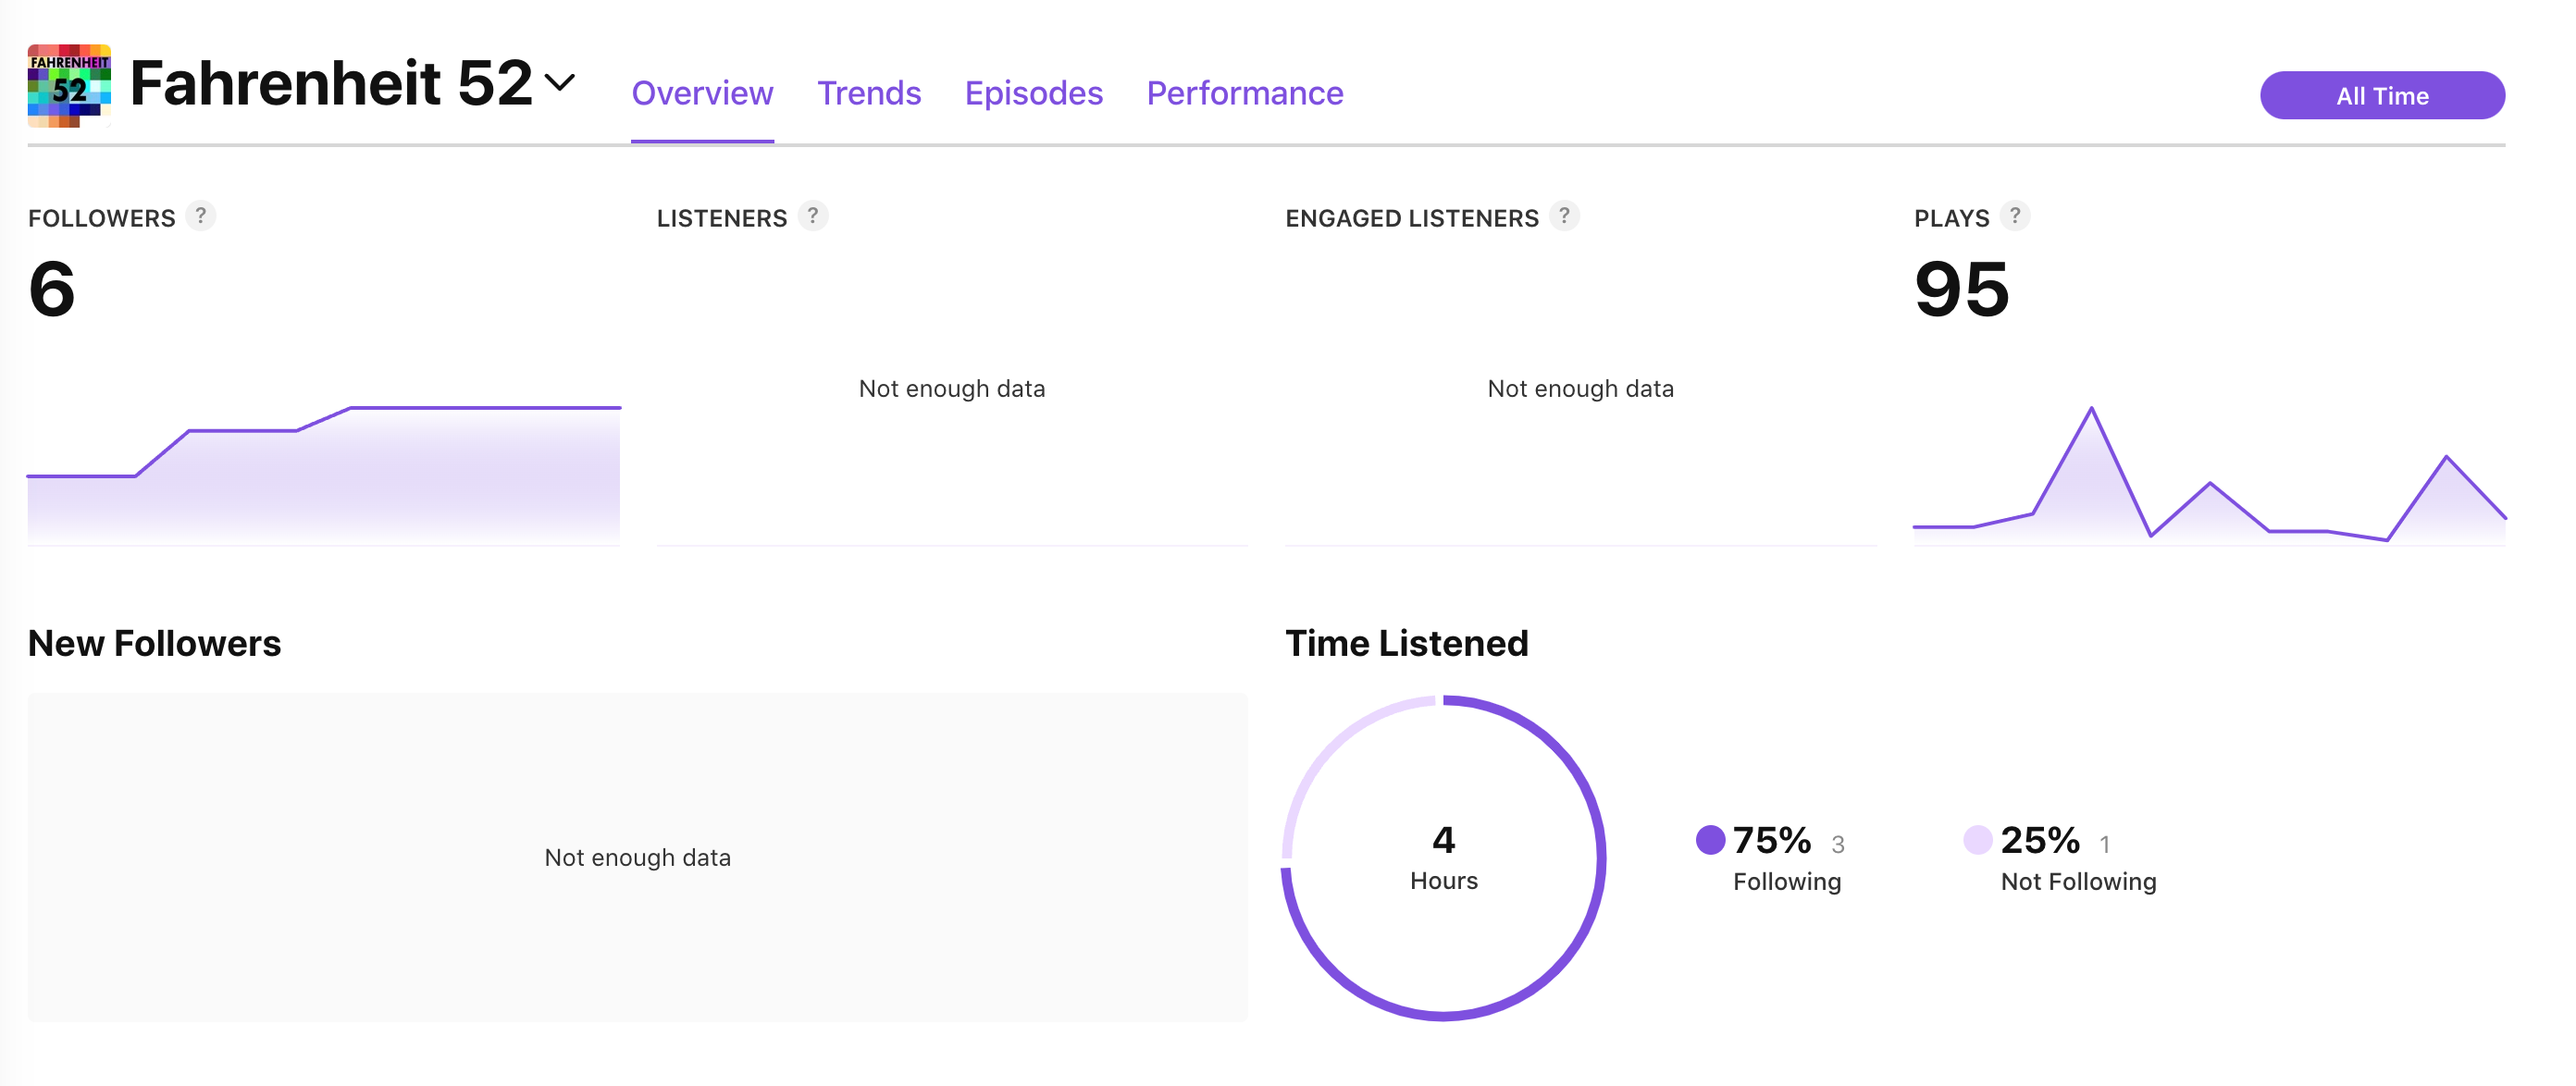 FAHRENHEIT
52
Fahrenheit 52
Overview Trends Episodes Performance
All Time
FOLLOWERS ?
6
LISTENERS ?
Not enough data
ENGAGED LISTENERS ?
Not enough data
PLAYS ?
95
New Followers
Not enough data
Time Listened
4
Hours
75% 3
Following
25% 1
Not Following